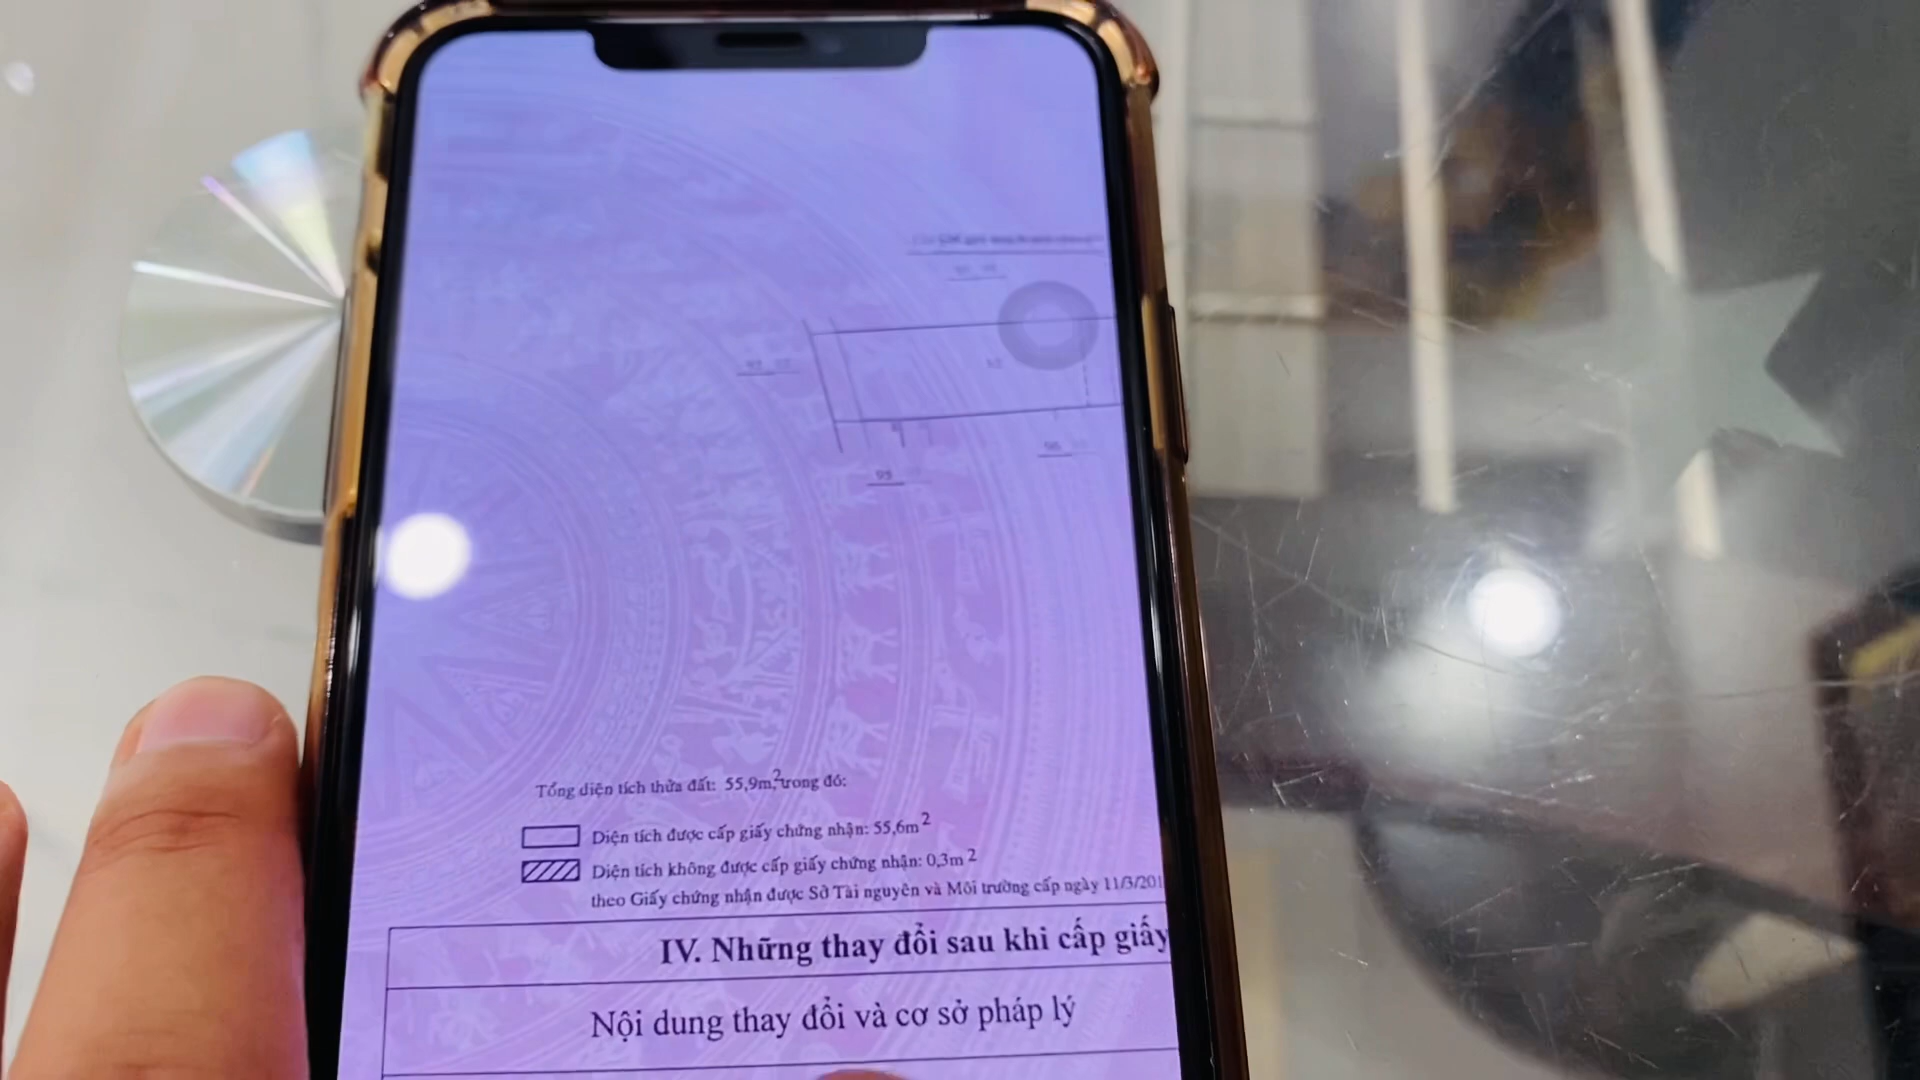 95
Tổng diện tích thửa đất: 55,9m², trong đó:
Diện tích được cấp giấy chứng nhận: 55,6m²
Diện tích không được cấp giấy chứng nhận: 0,3m²
theo Giấy chứng nhận được Sở Tài nguyên và Môi trường cấp ngày 11/3/201
IV. Những thay đổi sau khi cấp giấy
Nội dung thay đổi và cơ sở pháp lý